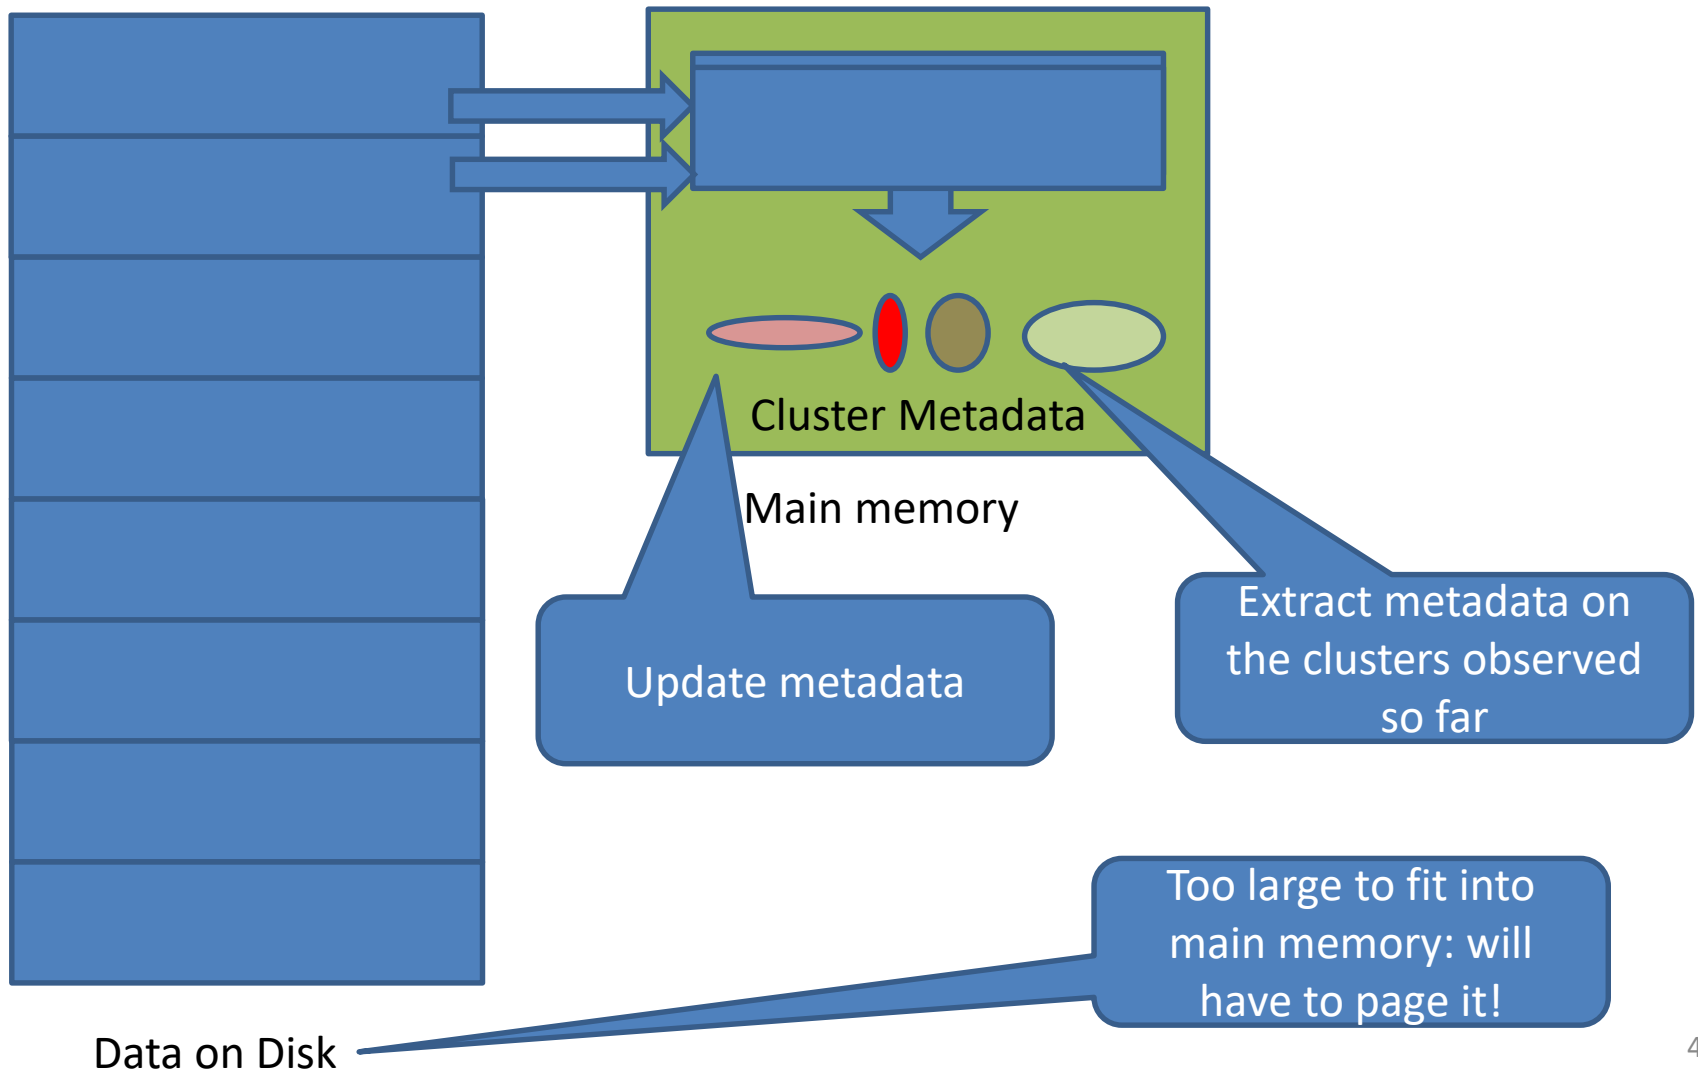 Cluster Metadata
Main memory
Update metadata
Extract metadata on
the clusters observed
so far
Too large to fit into
main memory: will
have to page it!
Data on Disk
4